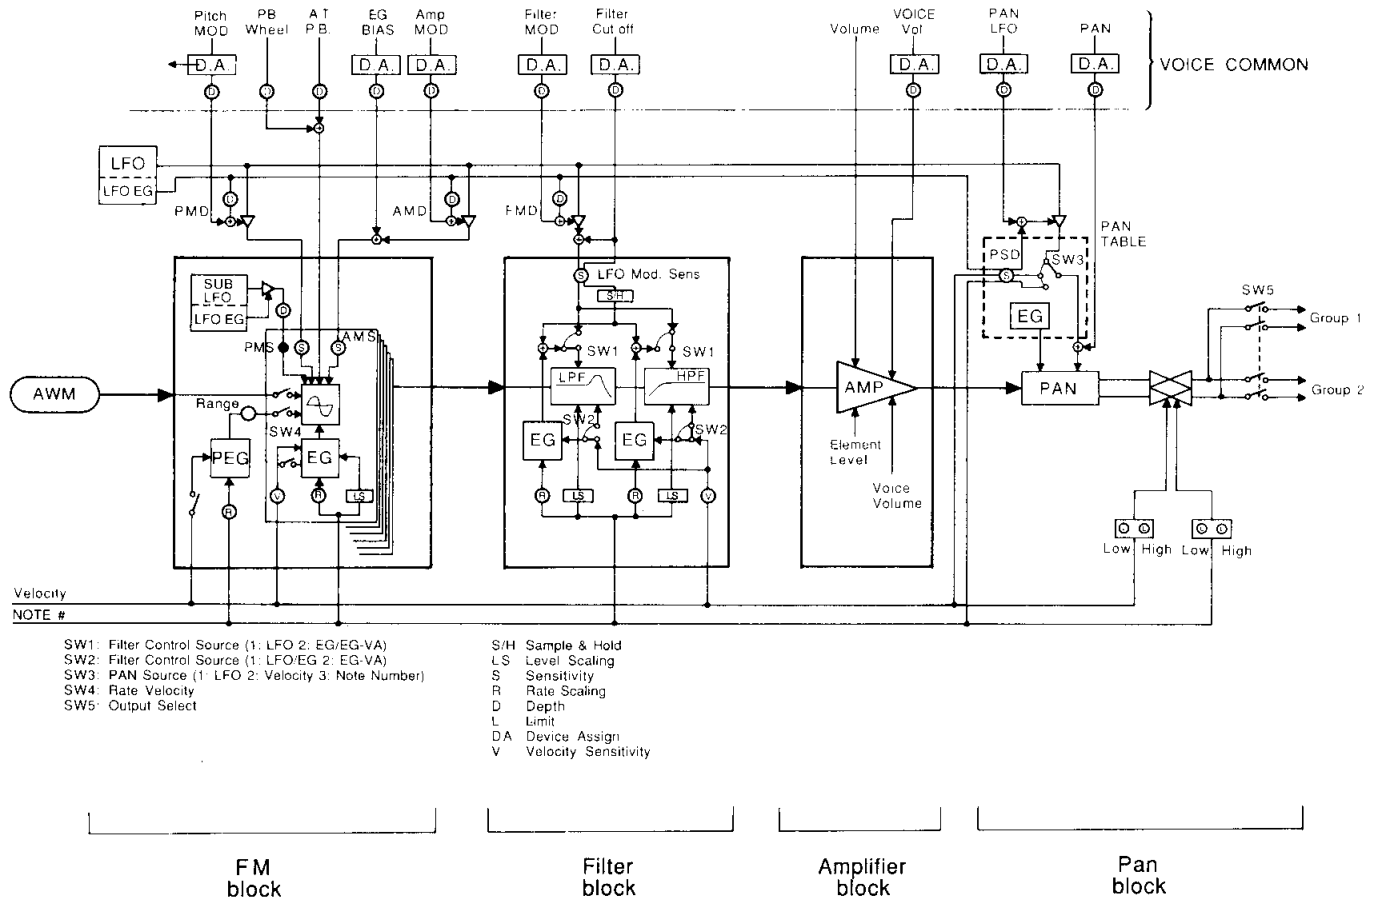 Pitch MOD
PB Wheel
A.T P.B.
EG BIAS
Amp MOD
Filter MOD
Filter Cut off
Volume
VOICE Vol
PAN LFO
PAN
D.A.
D.A.
D.A.
D.A.
D.A.
D.A.
D.A.
D.A.
VOICE COMMON
D
D
D
D
D
D
D
D
D
D
LFO
LFO EG
D
D
D
PMD
AMD
FMD
PAN TABLE
PSD
SW3
S
EG
SUB LFO
LFO EG
D
PMS
S
S
AMS
S
LFO Mod. Sens
S/H
SW1
SW1
LPF
HPF
SW2
SW2
EG
EG
R
LS
R
LS
V
AWM
Range
SW4
PEG
EG
V
R
LS
R
AMP
Element Level
Voice Volume
PAN
SW5
Group 1
Group 2
L L
L L
Low High
Low High
Velocity
NOTE #
SW1: Filter Control Source (1: LFO 2: EG/EG-VA)
SW2: Filter Control Source (1: LFO/EG 2: EG-VA)
SW3: PAN Source (1: LFO 2: Velocity 3: Note Number)
SW4: Rate Velocity
SW5: Output Select
S/H Sample & Hold
LS Level Scaling
S Sensitivity
R Rate Scaling
D Depth
L Limit
DA Device Assign
V Velocity Sensitivity
FM block
Filter block
Amplifier block
Pan block